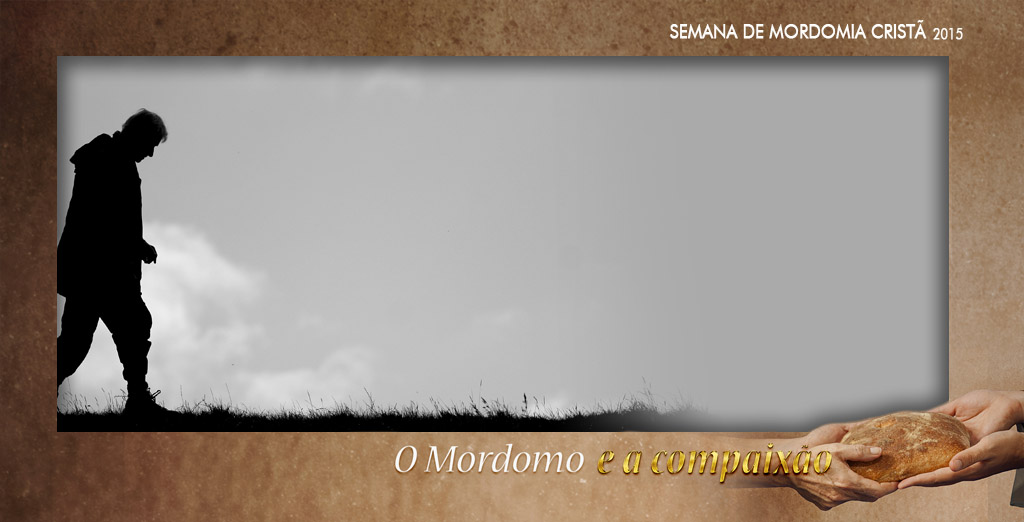 SEMANA DE MORDOMIA CRISTÃ 2015
O Mordomo e a compaixão